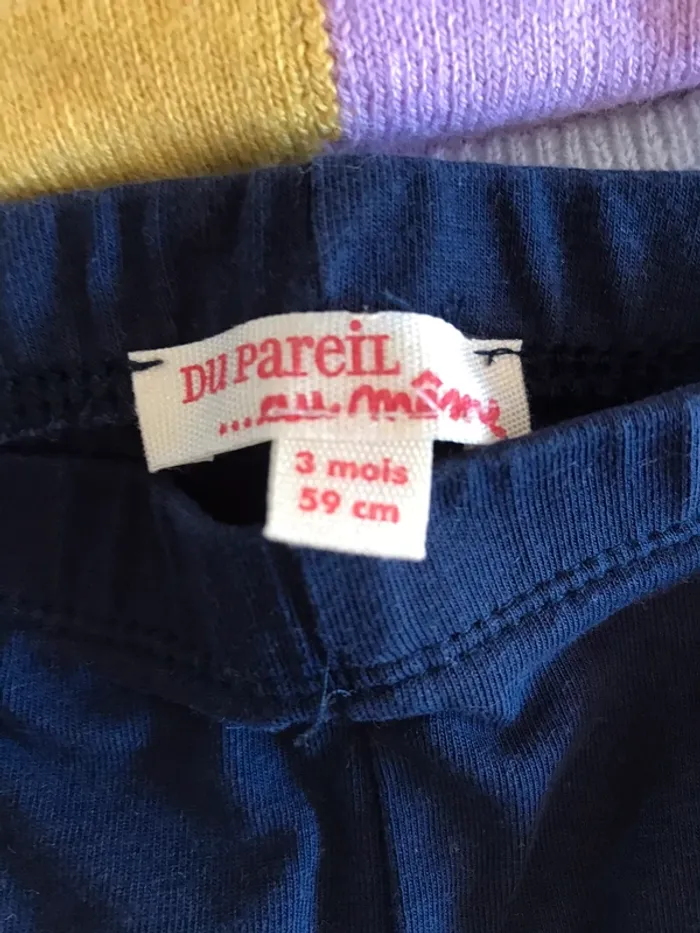 DU PAREIL
...au même
3 mois
59 cm